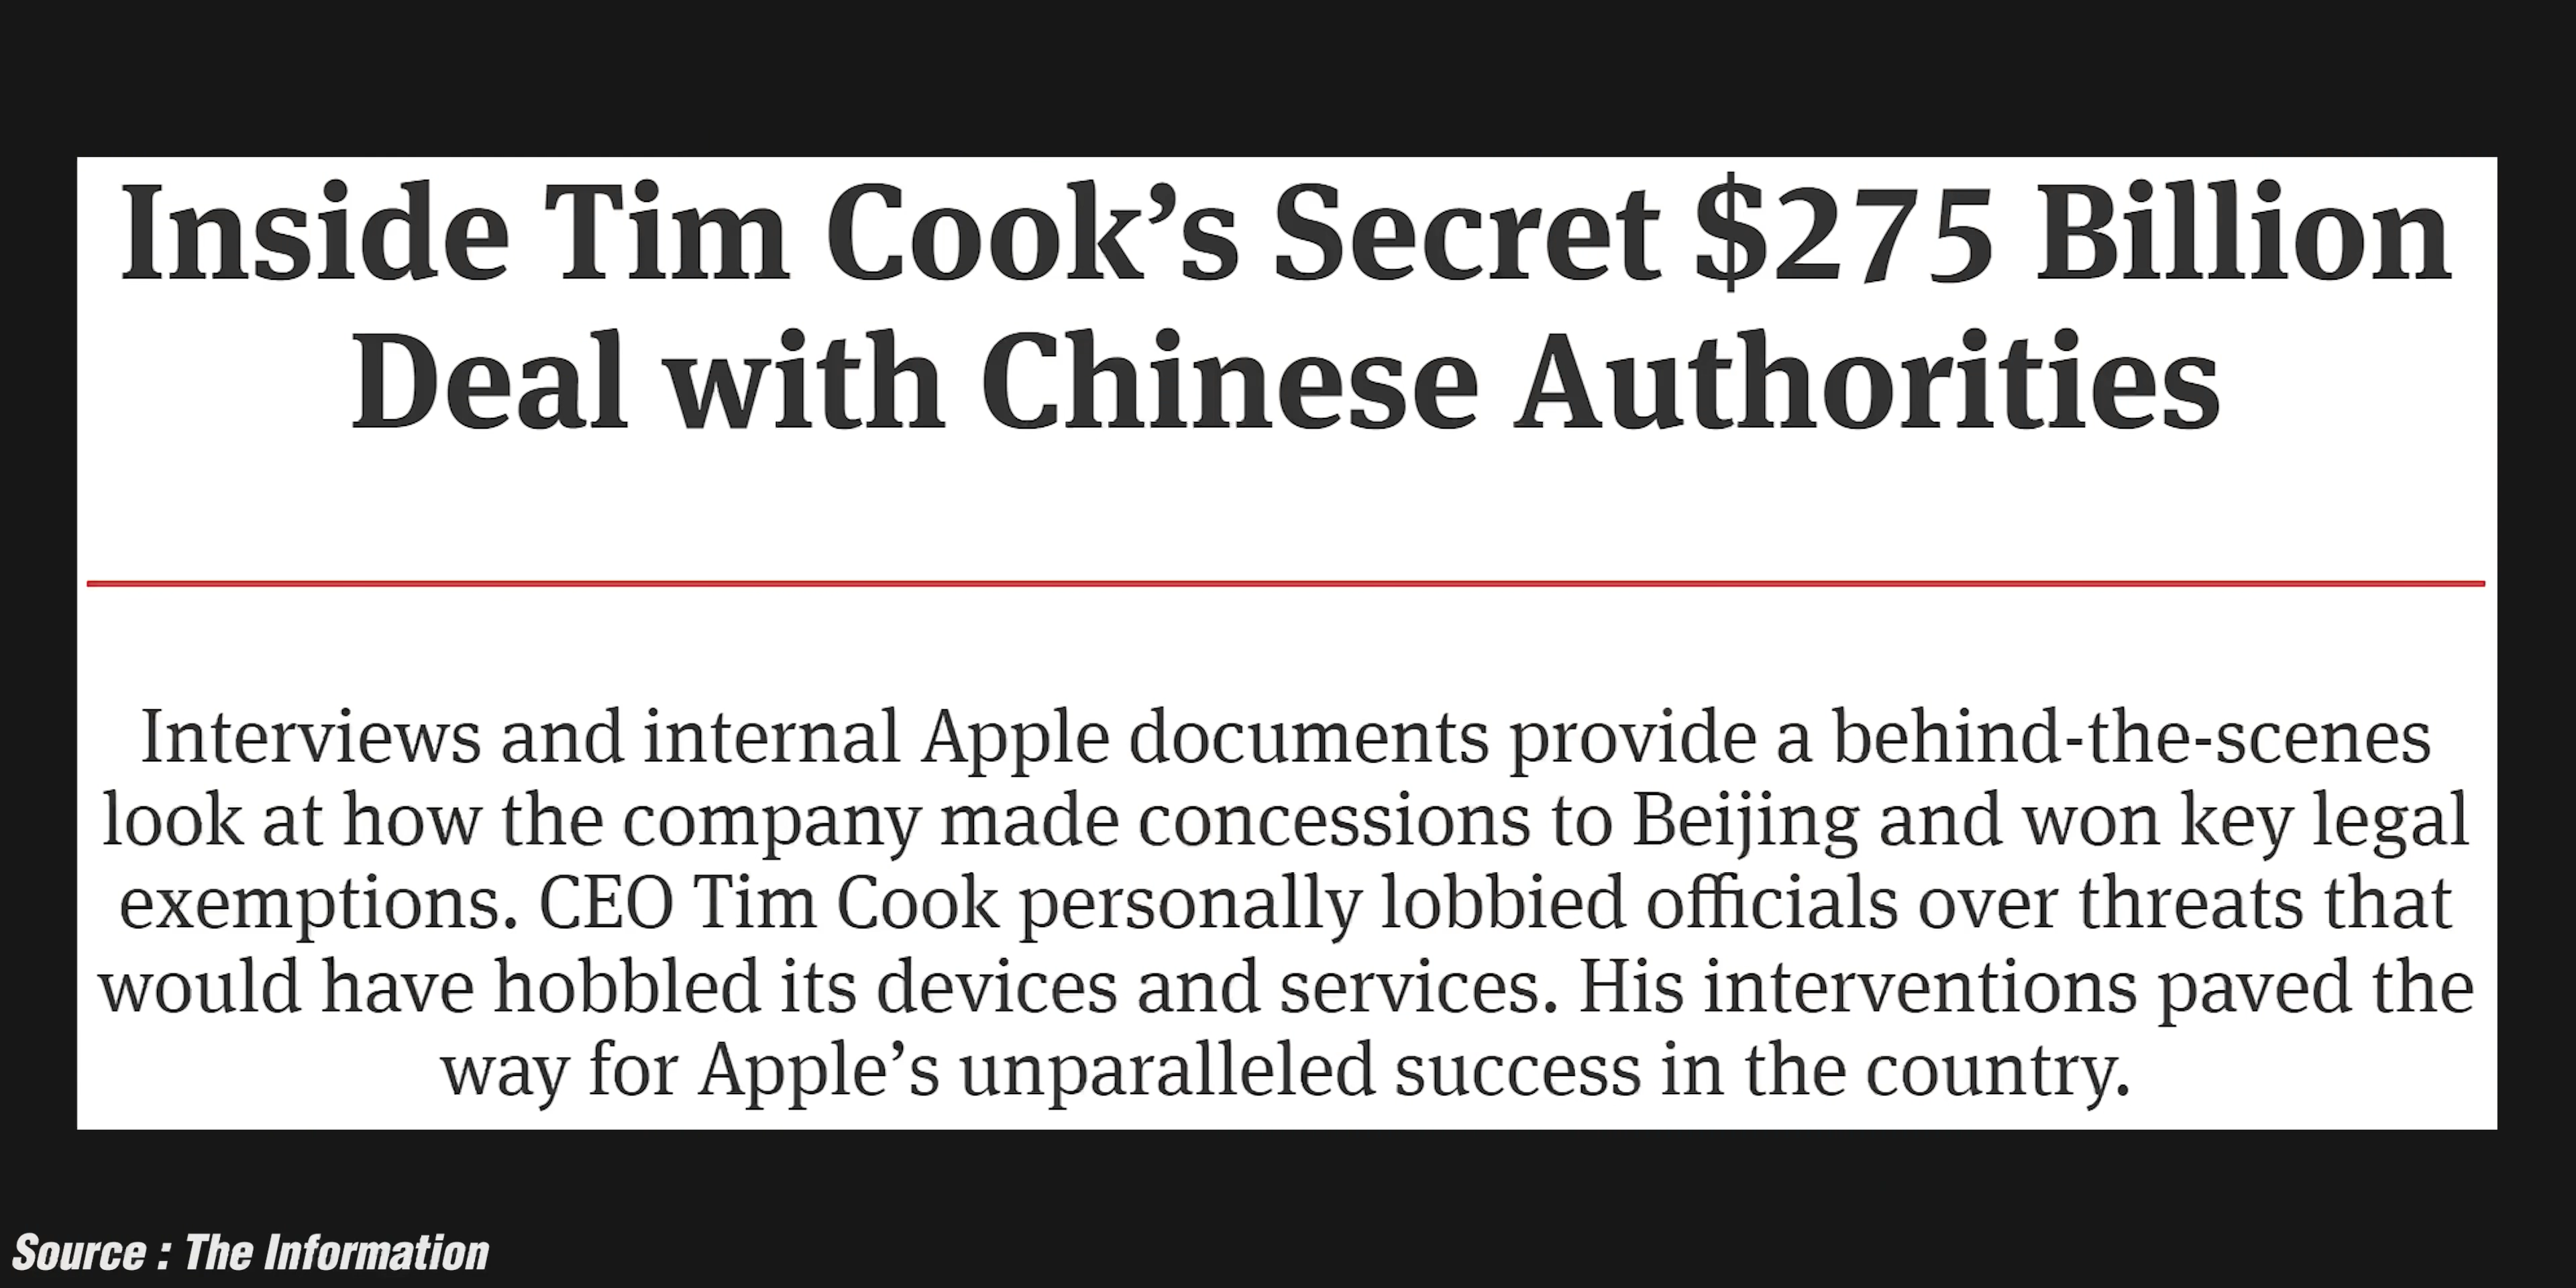 Inside Tim Cook’s Secret $275 Billion
Deal with Chinese Authorities
Interviews and internal Apple documents provide a behind-the-scenes
look at how the company made concessions to Beijing and won key legal
exemptions. CEO Tim Cook personally lobbied officials over threats that
would have hobbled its devices and services. His interventions paved the
way for Apple’s unparalleled success in the country.
Source : The Information